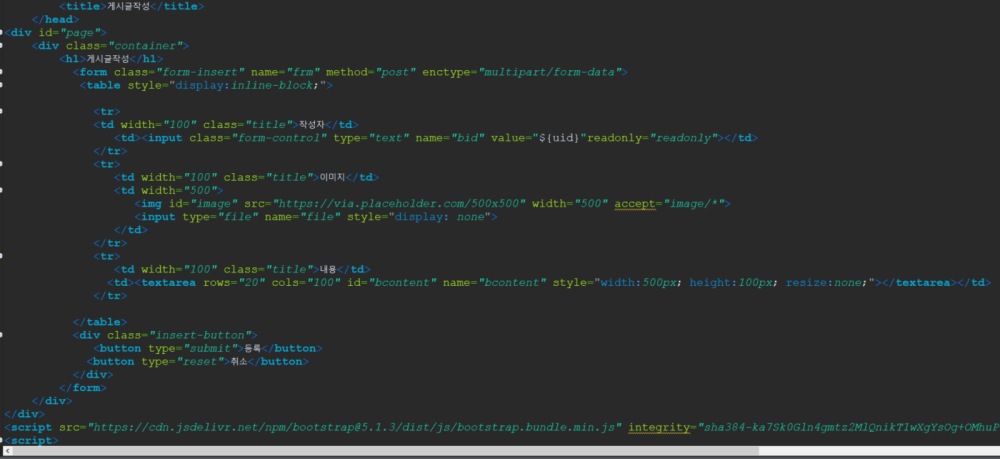 <title>게시글작성</title>
</head>
<div id="page">
<div class="container">
<h1>게시글작성</h1>
<form class="form-insert" name="frm" method="post" enctype="multipart/form-data">
<table style="display:inline-block;">
<tr>
<td width="100" class="title">작성자</td>
<td><input class="form-control" type="text" name="bid" value="${uid}"readonly="readonly"></td>
</tr>
<tr>
<td width="100" class="title">이미지</td>
<td width="500">
<img id="image" src="https://via.placeholder.com/500x500" width="500" accept="image/*">
<input type="file" name="file" style="display: none">
</td>
</tr>
<tr>
<td width="100" class="title">내용</td>
<td><textarea rows="20" cols="100" id="bcontent" name="bcontent" style="width:500px; height:100px; resize:none;"></textarea></td>
</tr>
</table>
<div class="insert-button">
<button type="submit">등록</button>
<button type="reset">취소</button>
</div>
</form>
</div>
</div>
<script src="https://cdn.jsdelivr.net/npm/bootstrap@5.1.3/dist/js/bootstrap.bundle.min.js" integrity="sha384-ka7Sk0Gln4gmtz2MlQnikT1wXgYsOg+OMhuP
<script>